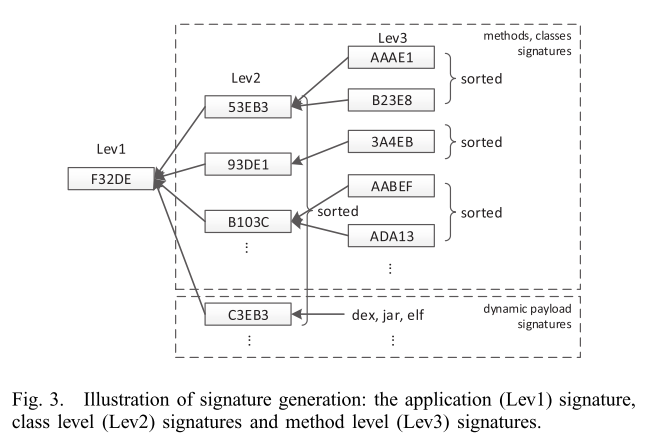 Lev3
methods, classes
signatures
AAAE1
sorted
Lev2
53EB3
B23E8
Lev1
3A4EB
sorted
93DE1
F32DE
AABEF
B103C
sorted
sorted
ADA13
C3EB3
dex, jar, elf
dynamic payload
signatures
Fig. 3. Illustration of signature generation: the application (Lev1) signature,
class level (Lev2) signatures and method level (Lev3) signatures.